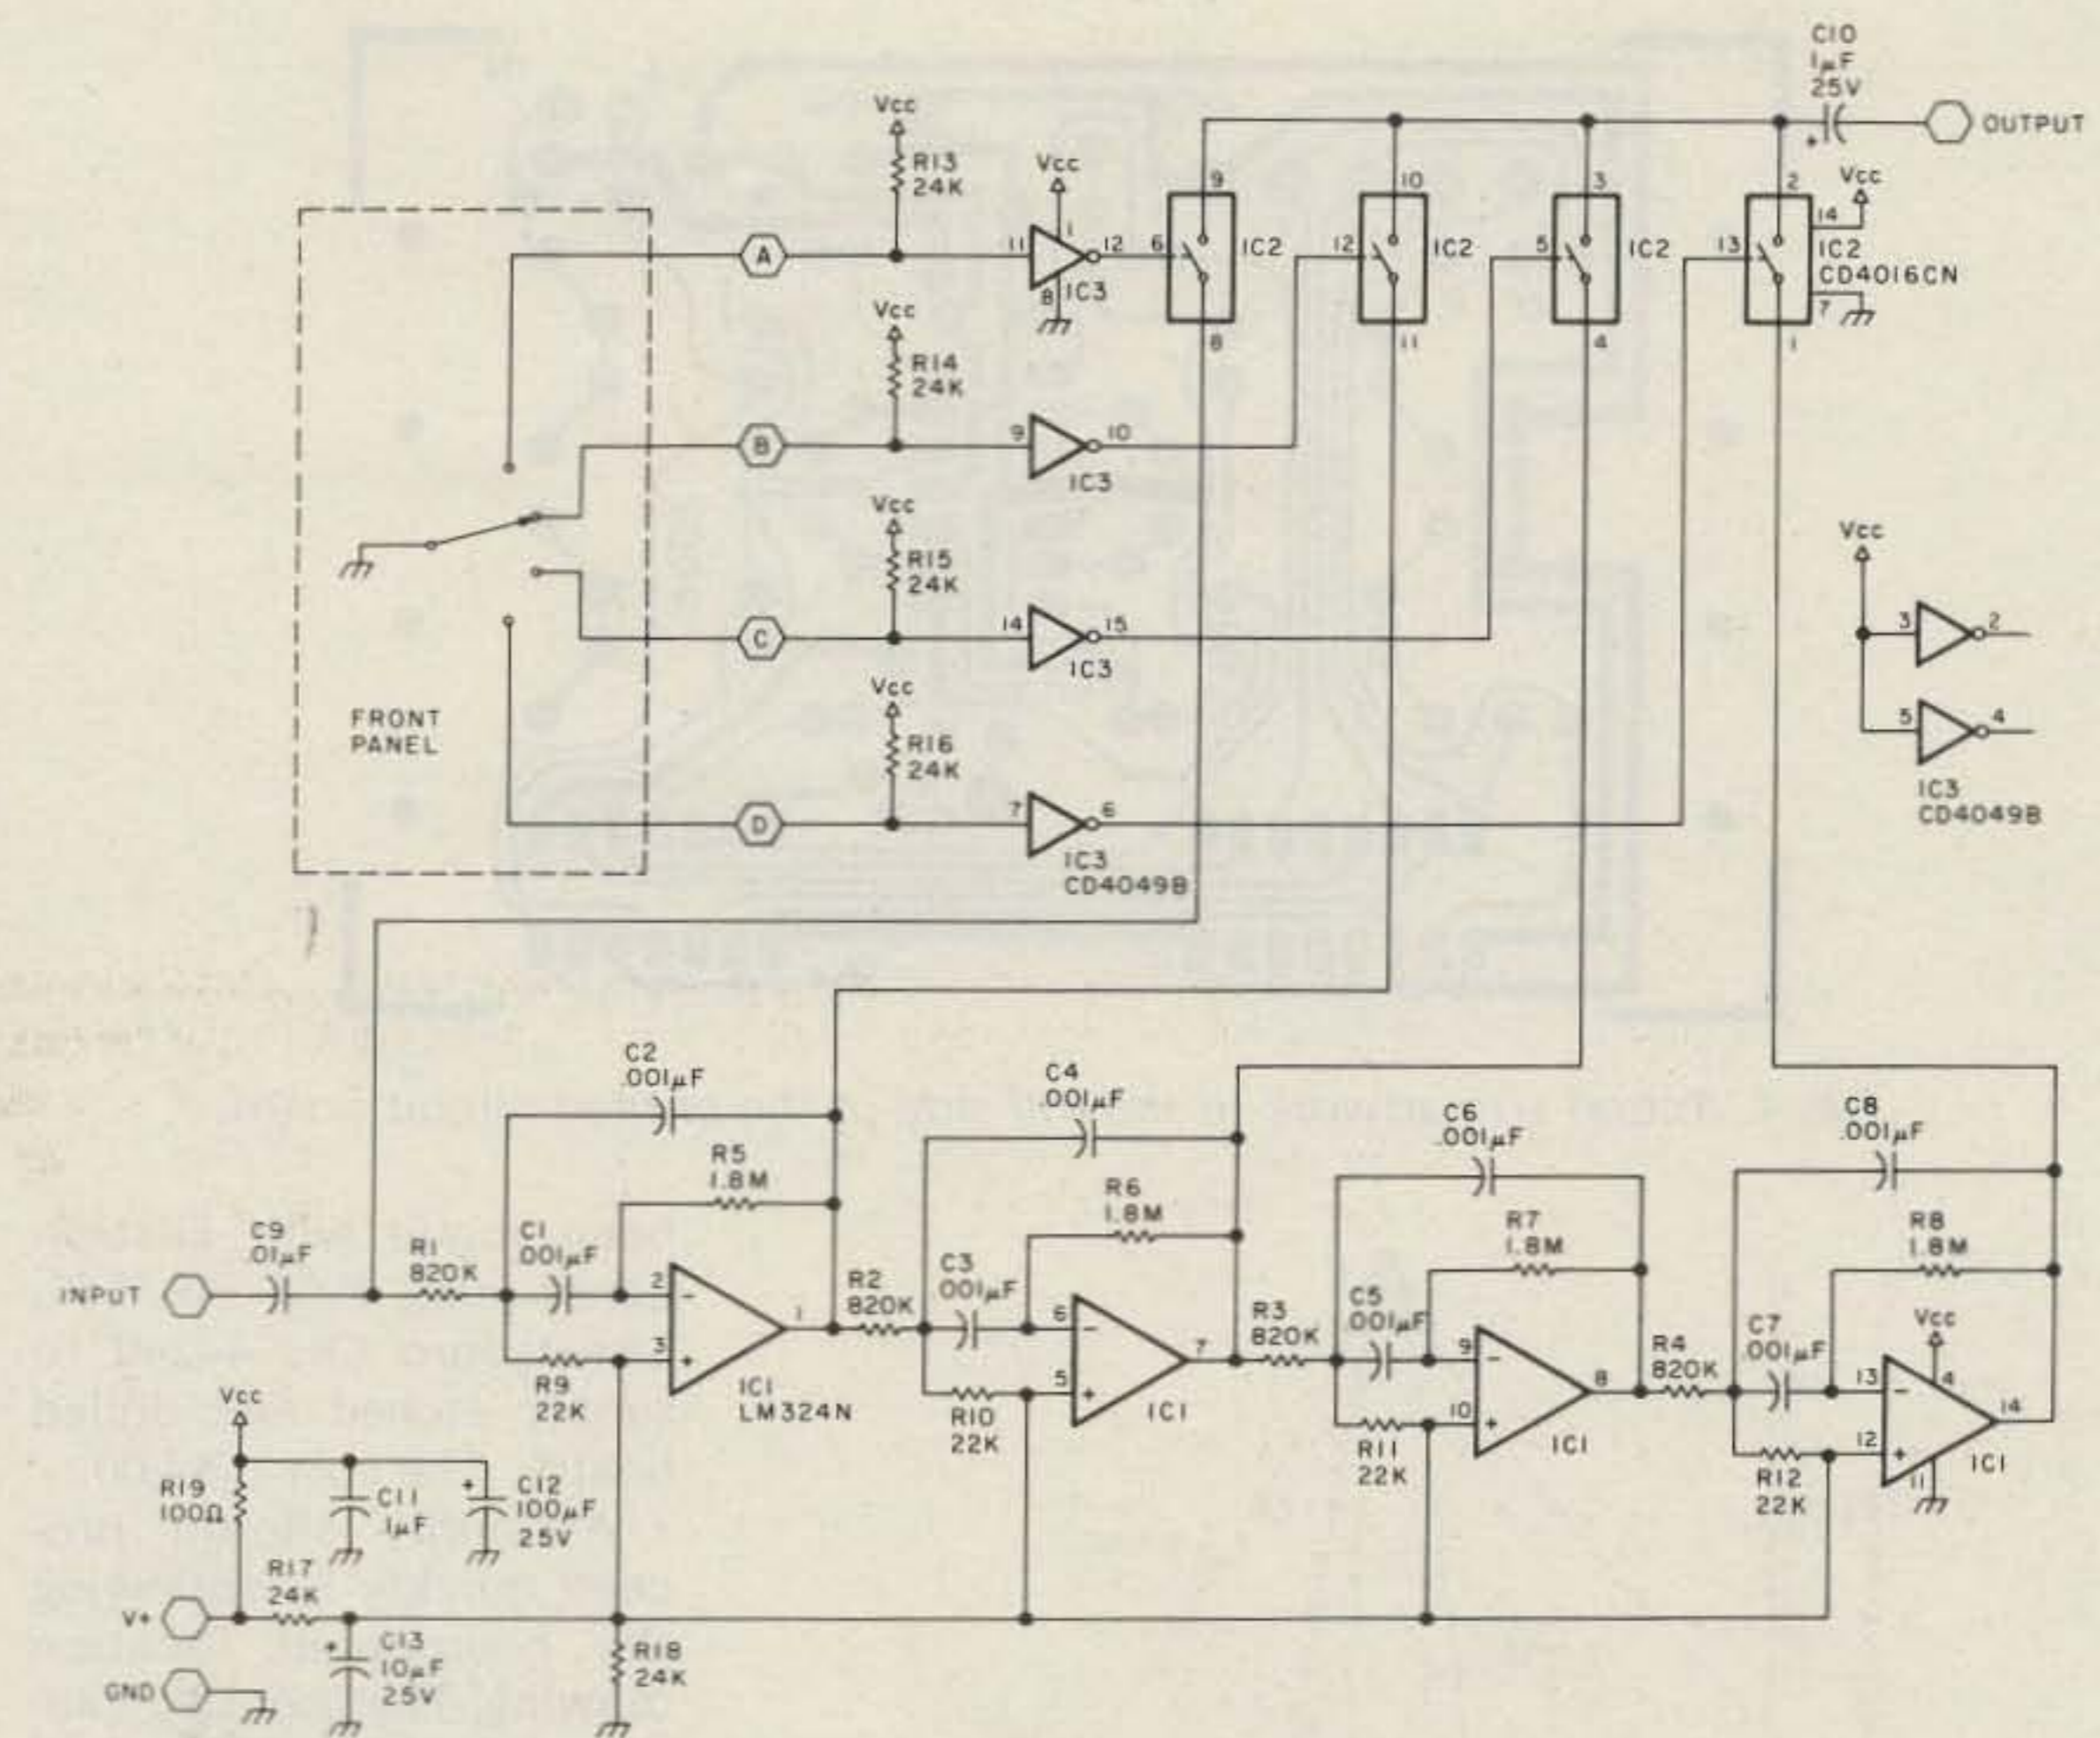 C10
1µF
25V
OUTPUT
+
Vcc
R13
24K
Vcc
11
1
12
8
IC3
A
9
6
IC2
8
10
12
IC2
11
3
5
IC2
4
2
Vcc
14
13
IC2
CD4016CN
7
1
Vcc
R14
24K
B
9
10
IC3
Vcc
R15
24K
C
14
15
IC3
Vcc
R16
24K
D
7
6
IC3
CD4049B
FRONT
PANEL
Vcc
3
2
5
4
IC3
CD4049B
C2
.001µF
R5
1.8M
C4
.001µF
R6
1.8M
C6
.001µF
R7
1.8M
C8
.001µF
R8
1.8M
INPUT
C9
.01µF
R1
820K
C1
.001µF
2
-
3
+
1
R9
22K
IC1
LM324N
R2
820K
C3
.001µF
6
-
5
+
7
R10
22K
IC1
R3
820K
C5
.001µF
9
-
10
+
8
R11
22K
IC1
R4
820K
C7
.001µF
Vcc
4
13
-
12
+
14
11
R12
22K
IC1
Vcc
R19
100Ω
C11
.1µF
+
C12
100µF
25V
V+
R17
24K
+
C13
10µF
25V
R18
24K
GND